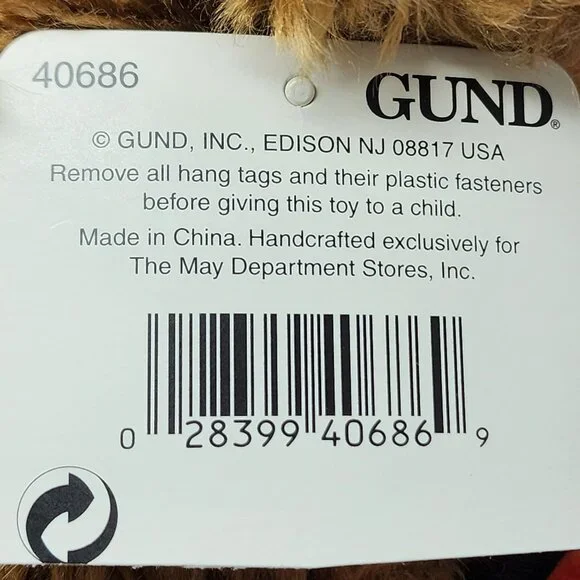 40686
GUND®
© GUND, INC., EDISON NJ 08817 USA
Remove all hang tags and their plastic fasteners
before giving this toy to a child.
Made in China. Handcrafted exclusively for
The May Department Stores, Inc.
0 28399 40686 9